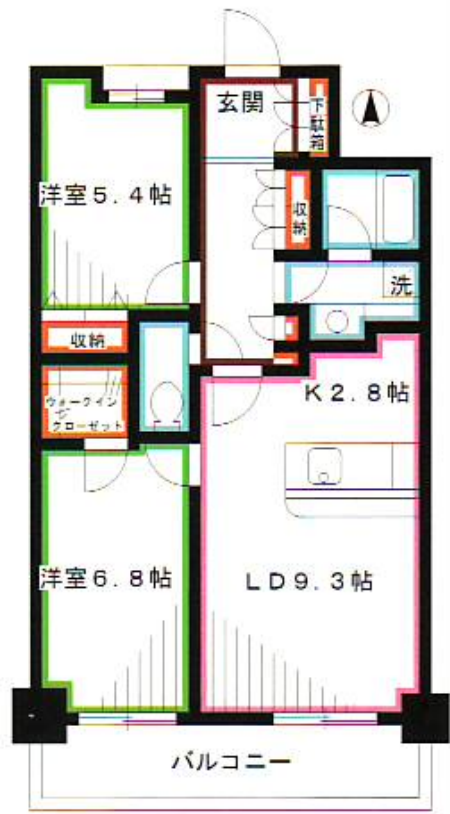 玄関
下駄箱
洋室5.4帖
収納
洗
収納
K2.8帖
ウォークイン
クローゼット
洋室6.8帖
LD9.3帖
バルコニー